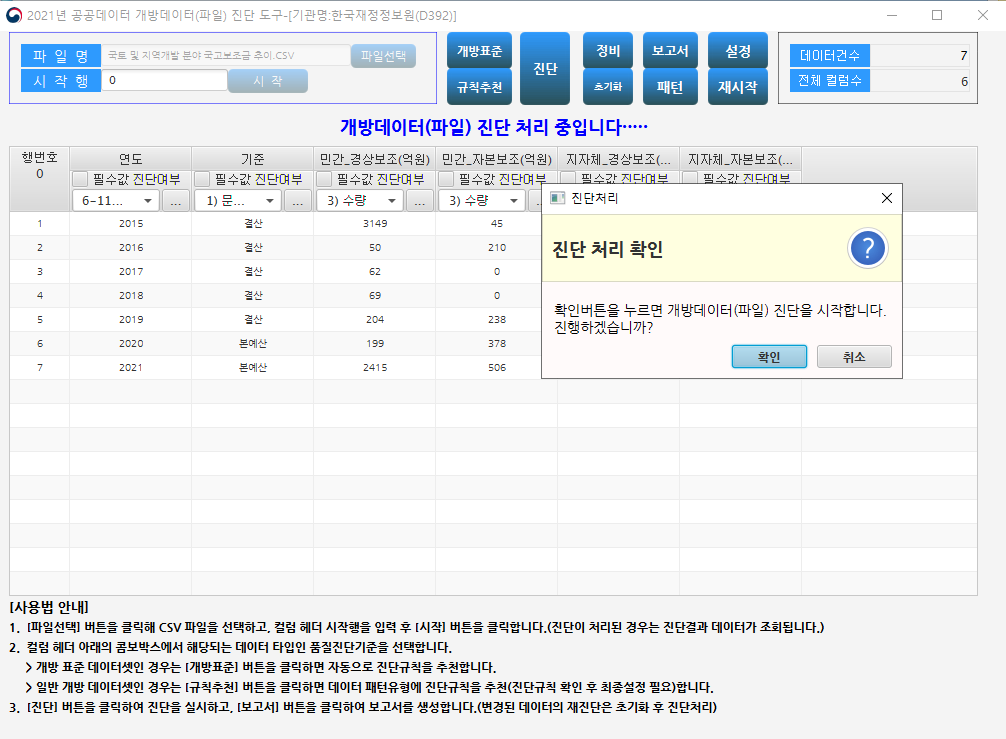 2021년 공공데이터 개방데이터(파일) 진단 도구-[기관명:한국재정정보원(D392)]
파 일 명 국토 및 지역개발 분야 국고보조금 추이.CSV 파일선택
시 작 행 0 시 작
개방표준 진단 정비 보고서 설정
규칙추천 초기화 패턴 재시작
데이터건수 7
전체 컬럼수 6
개방데이터(파일) 진단 처리 중입니다·····
행번호 연도 기준 민간_경상보조(억원) 민간_자본보조(억원) 지자체_경상보조(... 지자체_자본보조(...
0 필수값 진단여부 필수값 진단여부 필수값 진단여부 필수값 진단여부 필수값 진단여부 필수값 진단여부
6-11... ... 1) 문... ... 3) 수량 ... 3) 수량
1 2015 결산 3149 45
2 2016 결산 50 210
3 2017 결산 62 0
4 2018 결산 69 0
5 2019 결산 204 238
6 2020 본예산 199 378
7 2021 본예산 2415 506
진단처리
진단 처리 확인
?
확인버튼을 누르면 개방데이터(파일) 진단을 시작합니다.
진행하겠습니까?
확인 취소
[사용법 안내]
1. [파일선택] 버튼을 클릭해 CSV 파일을 선택하고, 컬럼 헤더 시작행을 입력 후 [시작] 버튼을 클릭합니다.(진단이 처리된 경우는 진단결과 데이터가 조회됩니다.)
2. 컬럼 헤더 아래의 콤보박스에서 해당되는 데이터 타입인 품질진단기준을 선택합니다.
> 개방 표준 데이터셋인 경우는 [개방표준] 버튼을 클릭하면 자동으로 진단규칙을 추천합니다.
> 일반 개방 데이터셋인 경우는 [규칙추천] 버튼을 클릭하면 데이터 패턴유형에 진단규칙을 추천(진단규칙 확인 후 최종설정 필요)합니다.
3. [진단] 버튼을 클릭하여 진단을 실시하고, [보고서] 버튼을 클릭하여 보고서를 생성합니다.(변경된 데이터의 재진단은 초기화 후 진단처리)